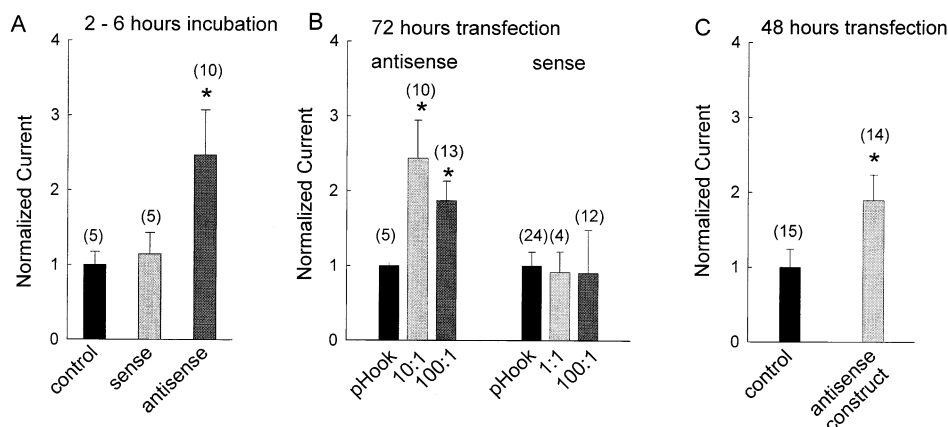 A 2 - 6 hours incubation
Normalized Current
4
3
2
1
0
(5)
(5)
(10)
*
control
sense
antisense
B 72 hours transfection
antisense
sense
Normalized Current
4
3
2
1
0
(5)
(10)
*
(13)
*
(24)
(4)
(12)
pHook
10:1
100:1
pHook
1:1
100:1
C 48 hours transfection
Normalized Current
4
3
2
1
0
(15)
(14)
*
control
antisense
construct